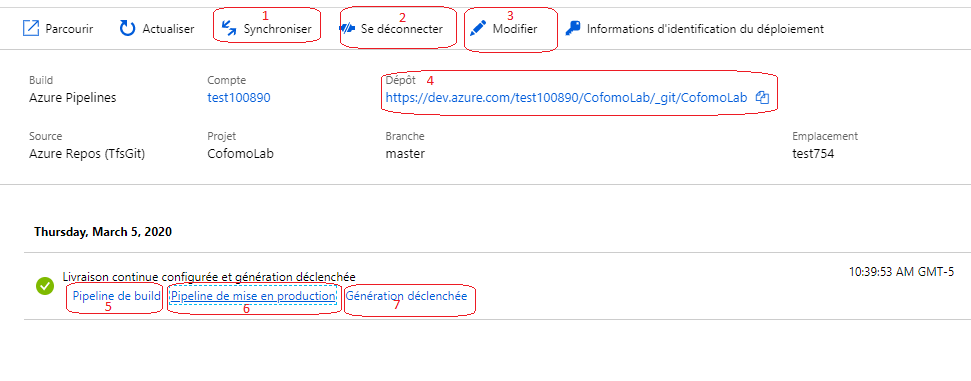 1 2 3
Parcourir Actualiser Synchroniser Se déconnecter Modifier Informations d'identification du déploiement
Build Compte Dépôt 4
Azure Pipelines test100890 https://dev.azure.com/test100890/CofomoLab/_git/CofomoLab
Source Projet Branche Emplacement
Azure Repos (TfsGit) CofomoLab master test754
Thursday, March 5, 2020
Livraison continue configurée et génération déclenchée 10:39:53 AM GMT-5
Pipeline de build Pipeline de mise en production Génération déclenchée
5 6 7